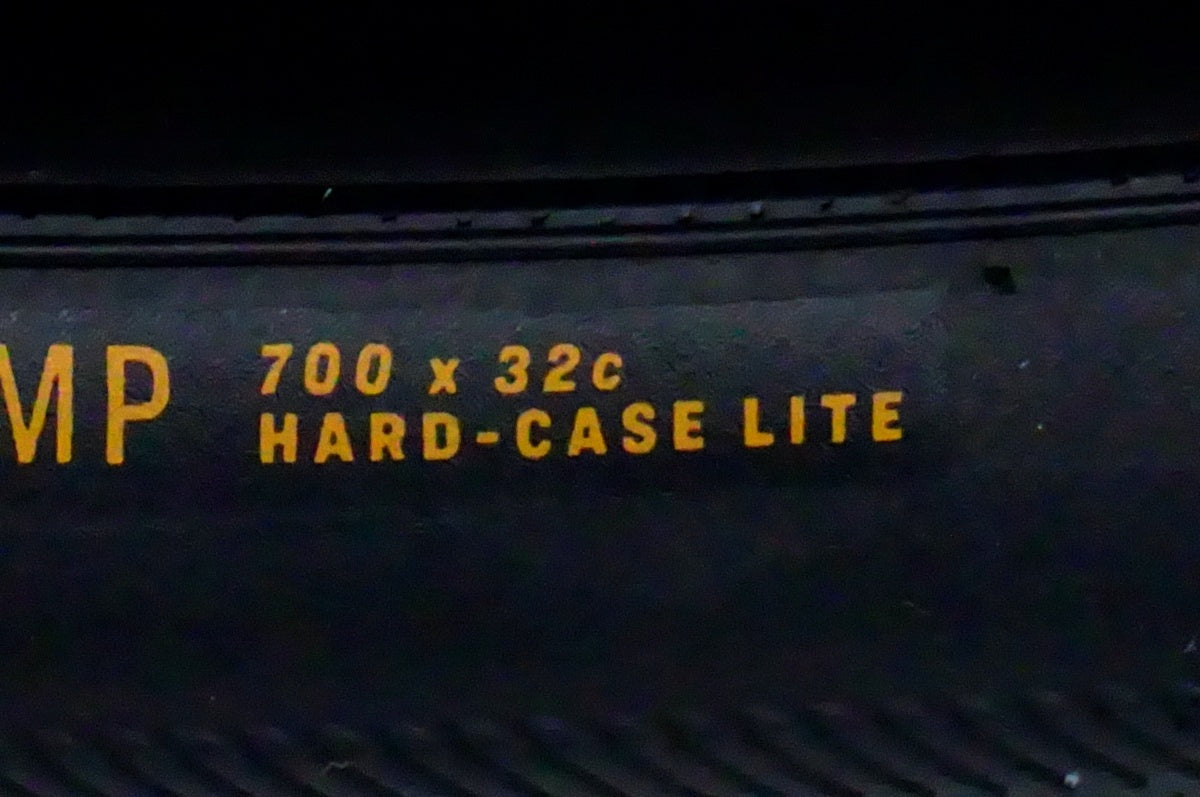 MP
700 x 32c
HARD-CASE LITE